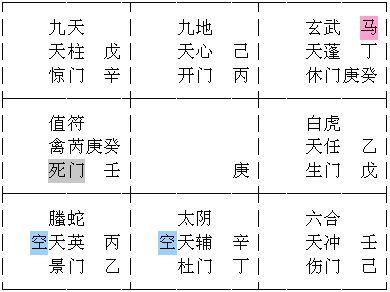 九天 九地 玄武 马
天柱 戊 天心 己 天蓬 丁
惊门 辛 开门 丙 休门庚癸
值符 白虎
禽芮庚癸 天任 乙
死门 壬 庚 生门 戊
螣蛇 太阴 六合
空天英 丙 空天辅 辛 天冲 壬
景门 乙 杜门 丁 伤门 己